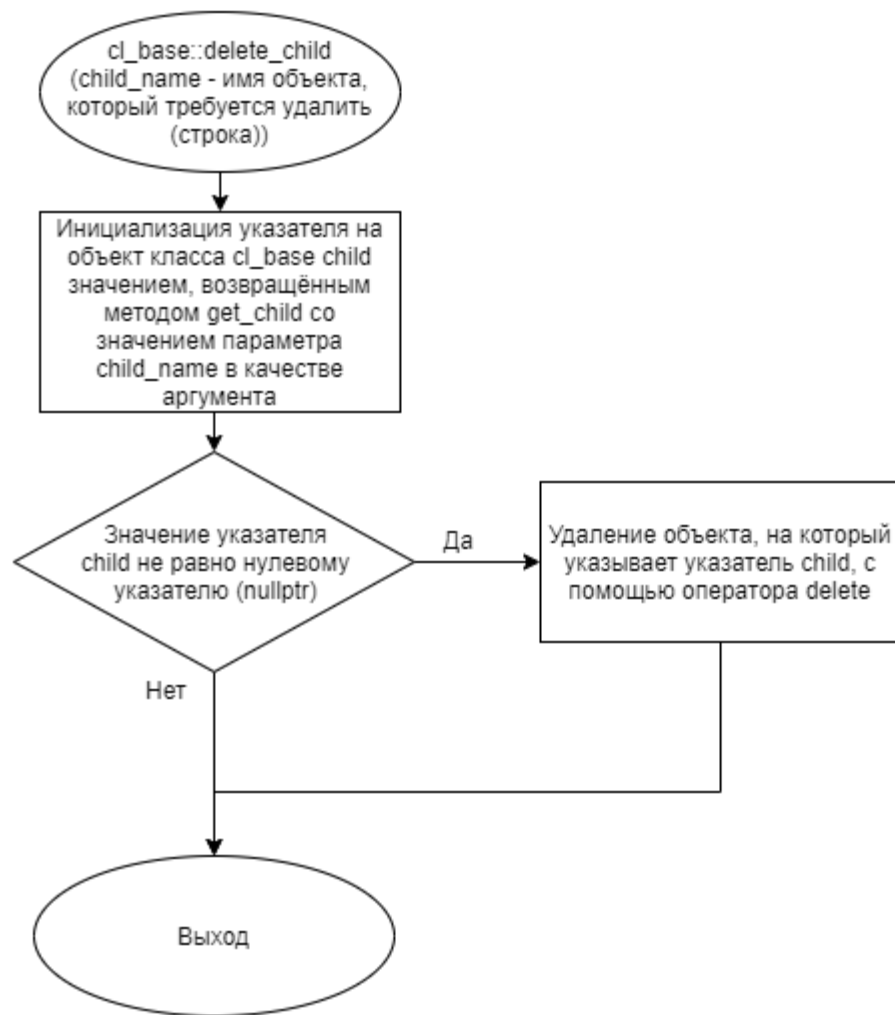 cl_base::delete_child
(child_name - имя объекта,
который требуется удалить
(строка))
Инициализация указателя на
объект класса cl_base child
значением, возвращённым
методом get_child со
значением параметра
child_name в качестве
аргумента
Значение указателя
child не равно нулевому
указателю (nullptr)
Да
Удаление объекта, на который
указывает указатель child, с
помощью оператора delete
Нет
Выход